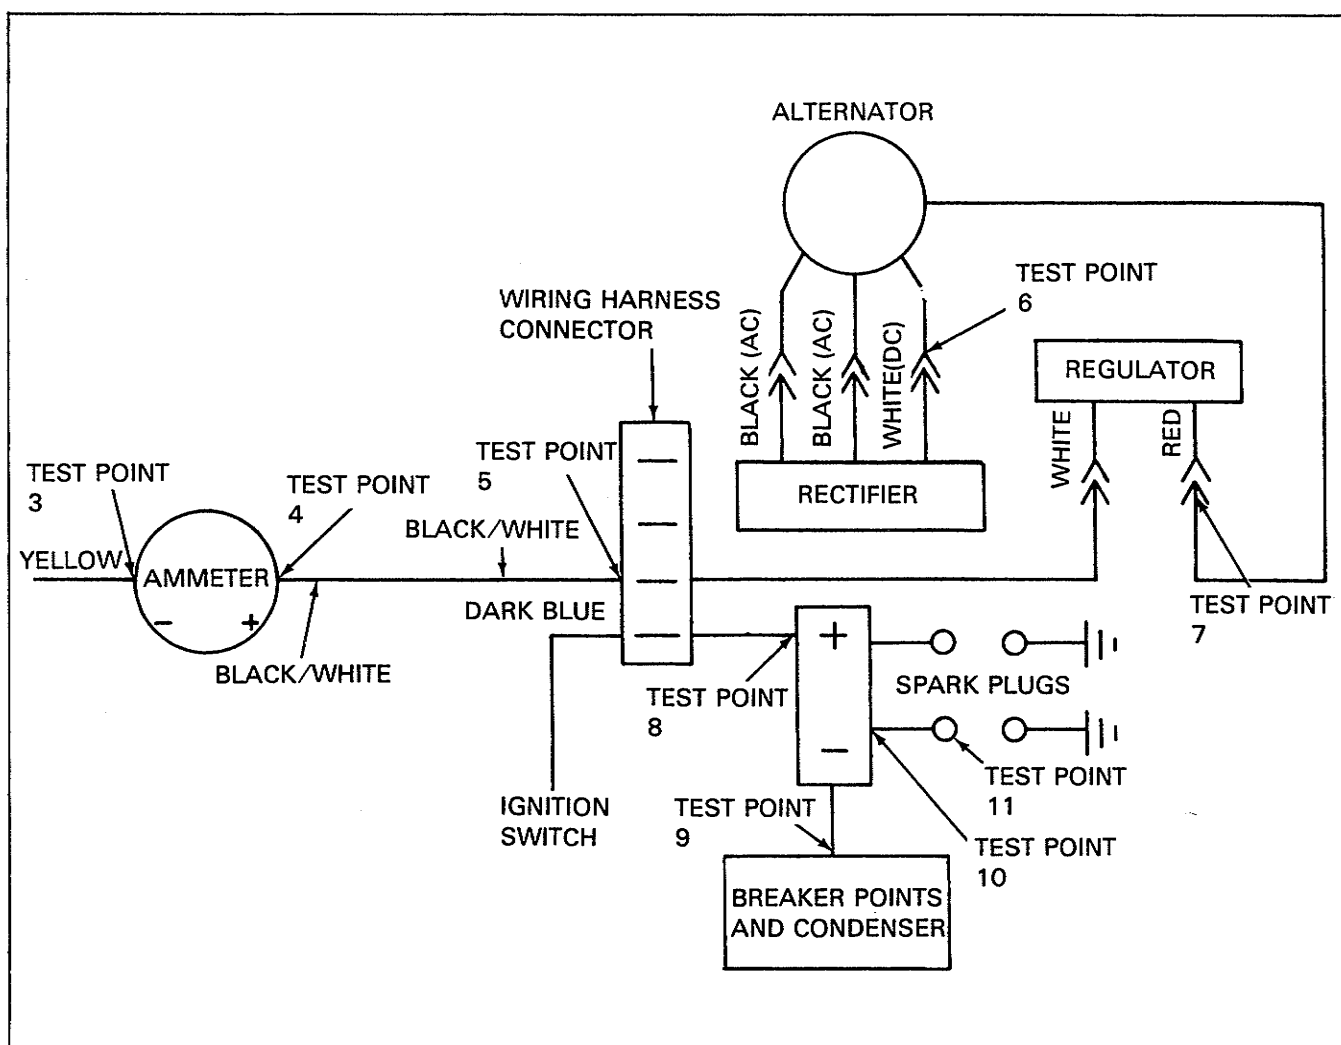 ALTERNATOR
TEST POINT
6
WIRING HARNESS
CONNECTOR
BLACK (AC)
BLACK (AC)
WHITE(DC)
REGULATOR
WHITE
RED
TEST POINT
3
TEST POINT
4
TEST POINT
5
BLACK/WHITE
RECTIFIER
YELLOW
AMMETER
- +
DARK BLUE
BLACK/WHITE
TEST POINT
7
+
-
TEST POINT
8
SPARK PLUGS
TEST POINT
11
IGNITION
SWITCH
TEST POINT
9
TEST POINT
10
BREAKER POINTS
AND CONDENSER